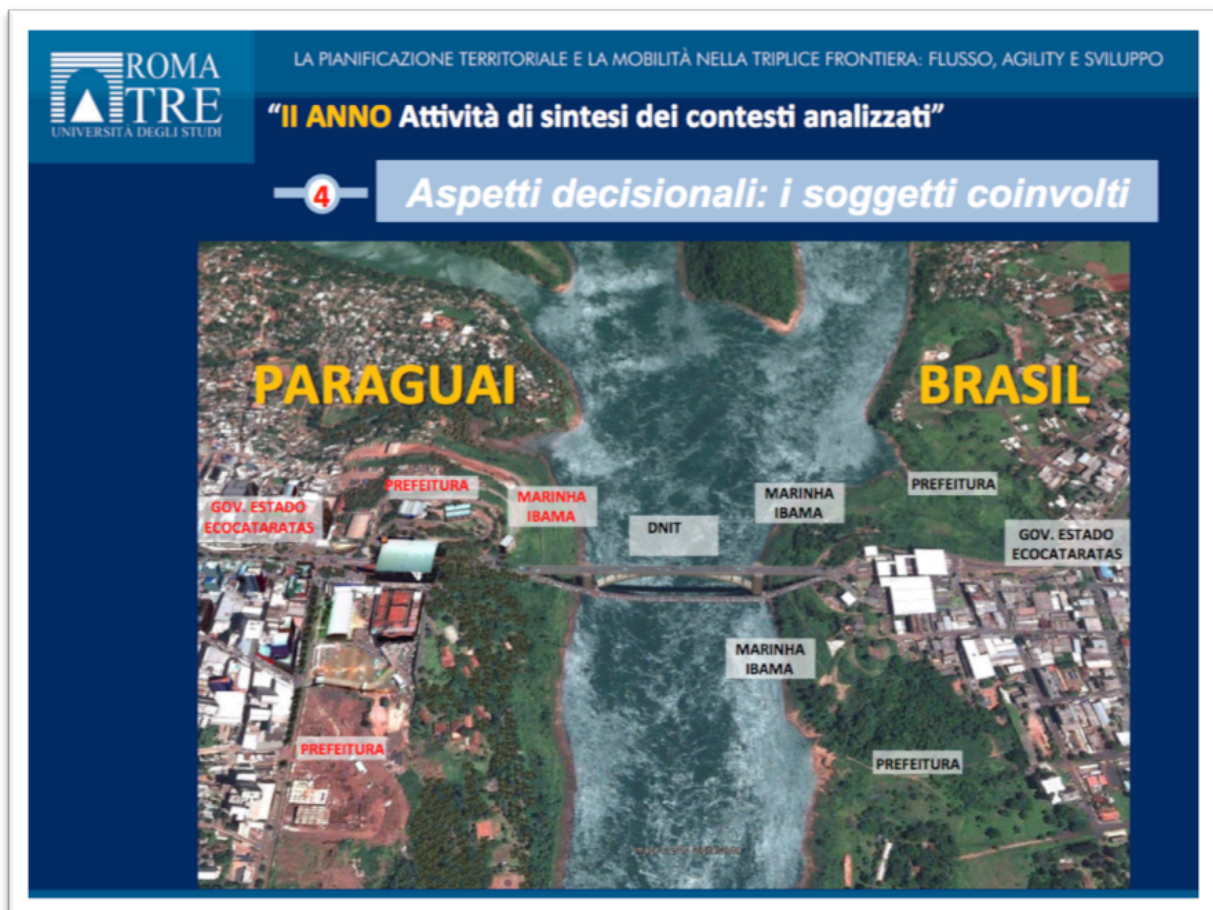 ROMA
TRE
UNIVERSITÀ DEGLI STUDI
LA PIANIFICAZIONE TERRITORIALE E LA MOBILITÀ NELLA TRIPLICE FRONTIERA: FLUSSO, AGILITY E SVILUPPO
“II ANNO Attività di sintesi dei contesti analizzati”
4
Aspetti decisionali: i soggetti coinvolti
PARAGUAI
BRASIL
PREFEITURA
GOV. ESTADO
ECOCATARATAS
MARINHA
IBAMA
DNIT
MARINHA
IBAMA
PREFEITURA
GOV. ESTADO
ECOCATARATAS
MARINHA
IBAMA
PREFEITURA
PREFEITURA